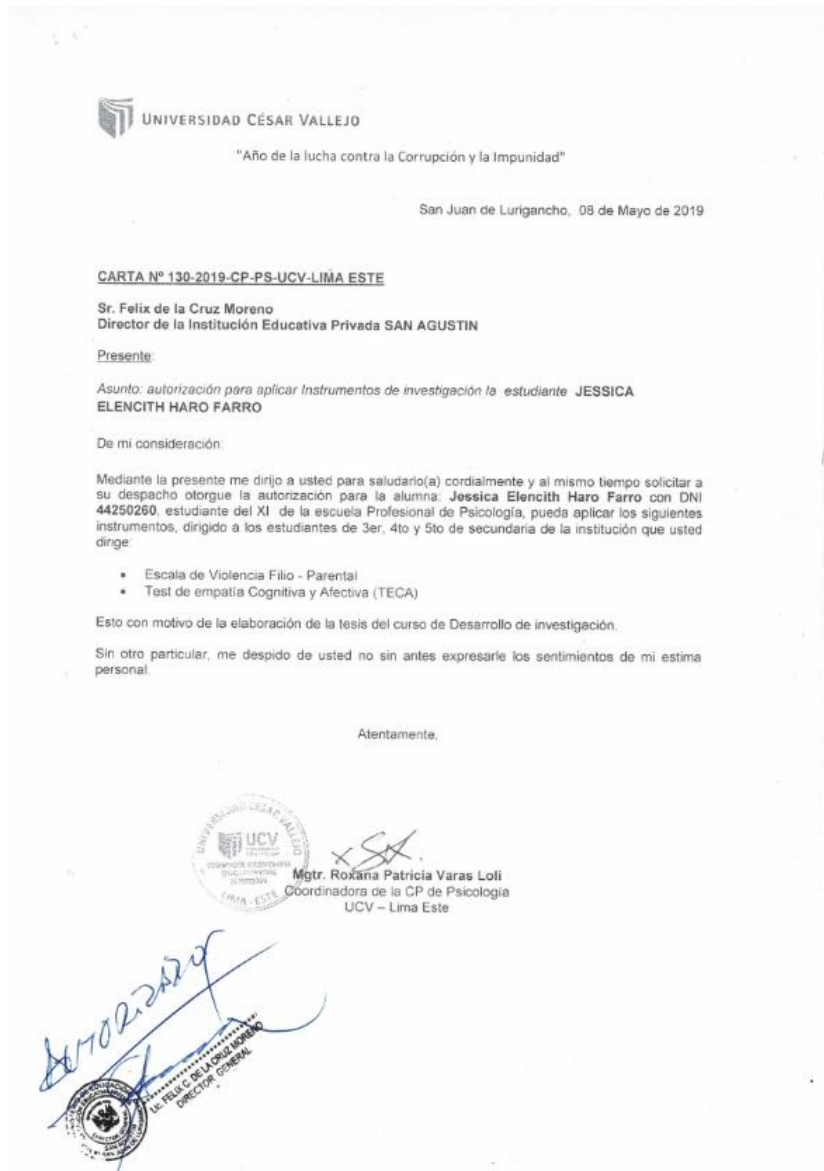 UNIVERSIDAD CÉSAR VALLEJO
"Año de la lucha contra la Corrupción y la Impunidad"
San Juan de Lurigancho, 08 de Mayo de 2019
CARTA Nº 130-2019-CP-PS-UCV-LIMA ESTE
Sr. Felix de la Cruz Moreno
Director de la Institución Educativa Privada SAN AGUSTIN
Presente:
Asunto: autorización para aplicar Instrumentos de investigación la estudiante JESSICA
ELENCITH HARO FARRO
De mi consideración:
Mediante la presente me dirijo a usted para saludarlo(a) cordialmente y al mismo tiempo solicitar a
su despacho otorgue la autorización para la alumna: Jessica Elencith Haro Farro con DNI
44250260, estudiante del XI de la escuela Profesional de Psicología, pueda aplicar los siguientes
instrumentos, dirigido a los estudiantes de 3er, 4to y 5to de secundaria de la institución que usted
dirige:
• Escala de Violencia Filio - Parental
• Test de empatía Cognitiva y Afectiva (TECA)
Esto con motivo de la elaboración de la tesis del curso de Desarrollo de investigación.
Sin otro particular, me despido de usted no sin antes expresarle los sentimientos de mi estima
personal.
Atentamente,
UNIVERSIDAD CÉSAR VALLEJO
UCV
LIMA - ESTE
Mgtr. Roxana Patricia Varas Loli
Coordinadora de la CP de Psicología
UCV – Lima Este
AUTORIZADO
Lic. FELIX C. DE LA CRUZ MORENO
DIRECTOR GENERAL